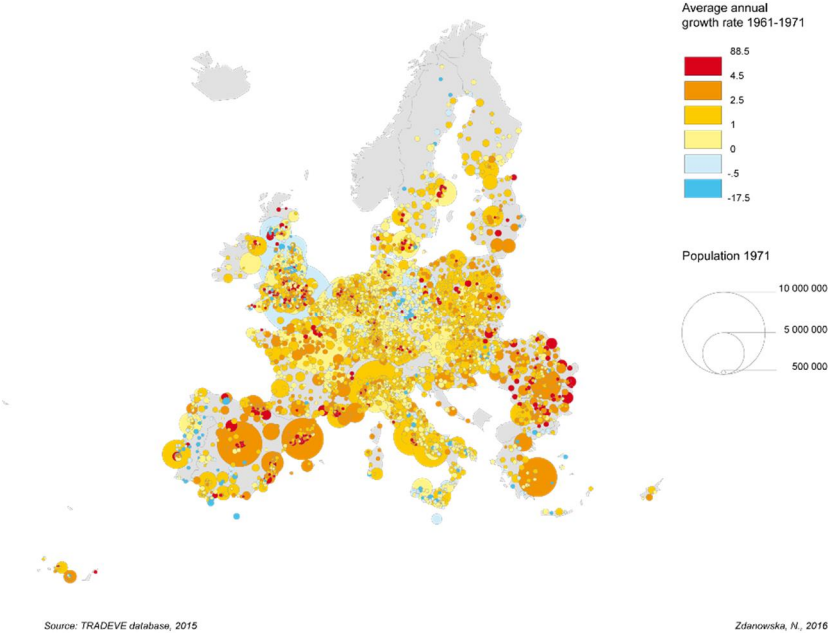 Average annual
growth rate 1961-1971
88.5
4.5
2.5
1
0
-.5
-17.5
Population 1971
10 000 000
5 000 000
500 000
Source: TRADEVE database, 2015
Zdanowska, N., 2016